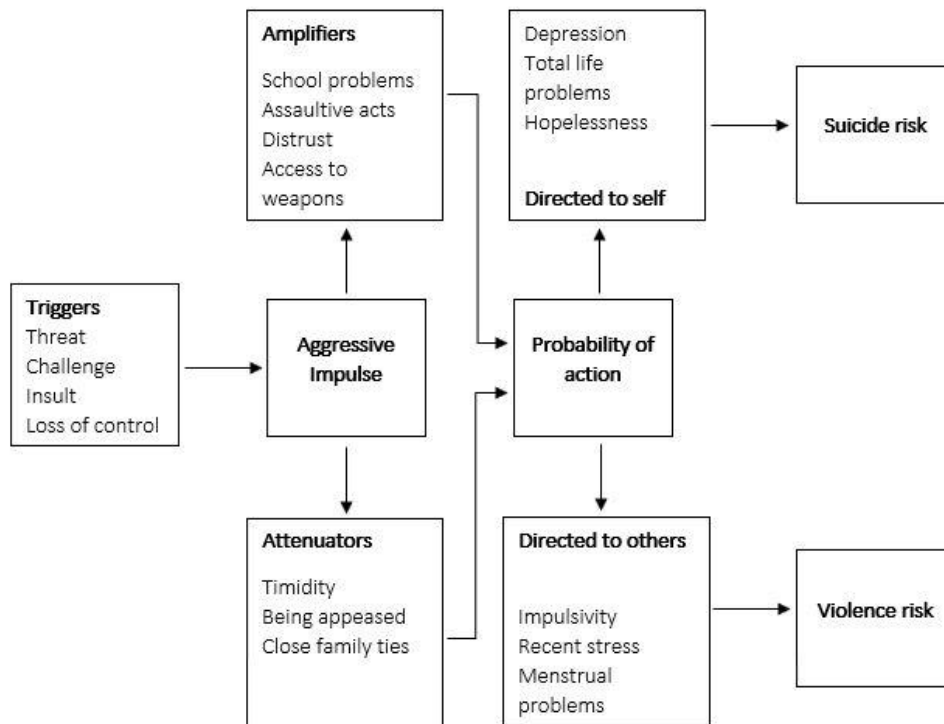 Amplifiers
School problems
Assaultive acts
Distrust
Access to
weapons
Depression
Total life
problems
Hopelessness
Directed to self
Suicide risk
Triggers
Threat
Challenge
Insult
Loss of control
Aggressive
Impulse
Probability of
action
Attenuators
Timidity
Being appeased
Close family ties
Directed to others
Impulsivity
Recent stress
Menstrual
problems
Violence risk